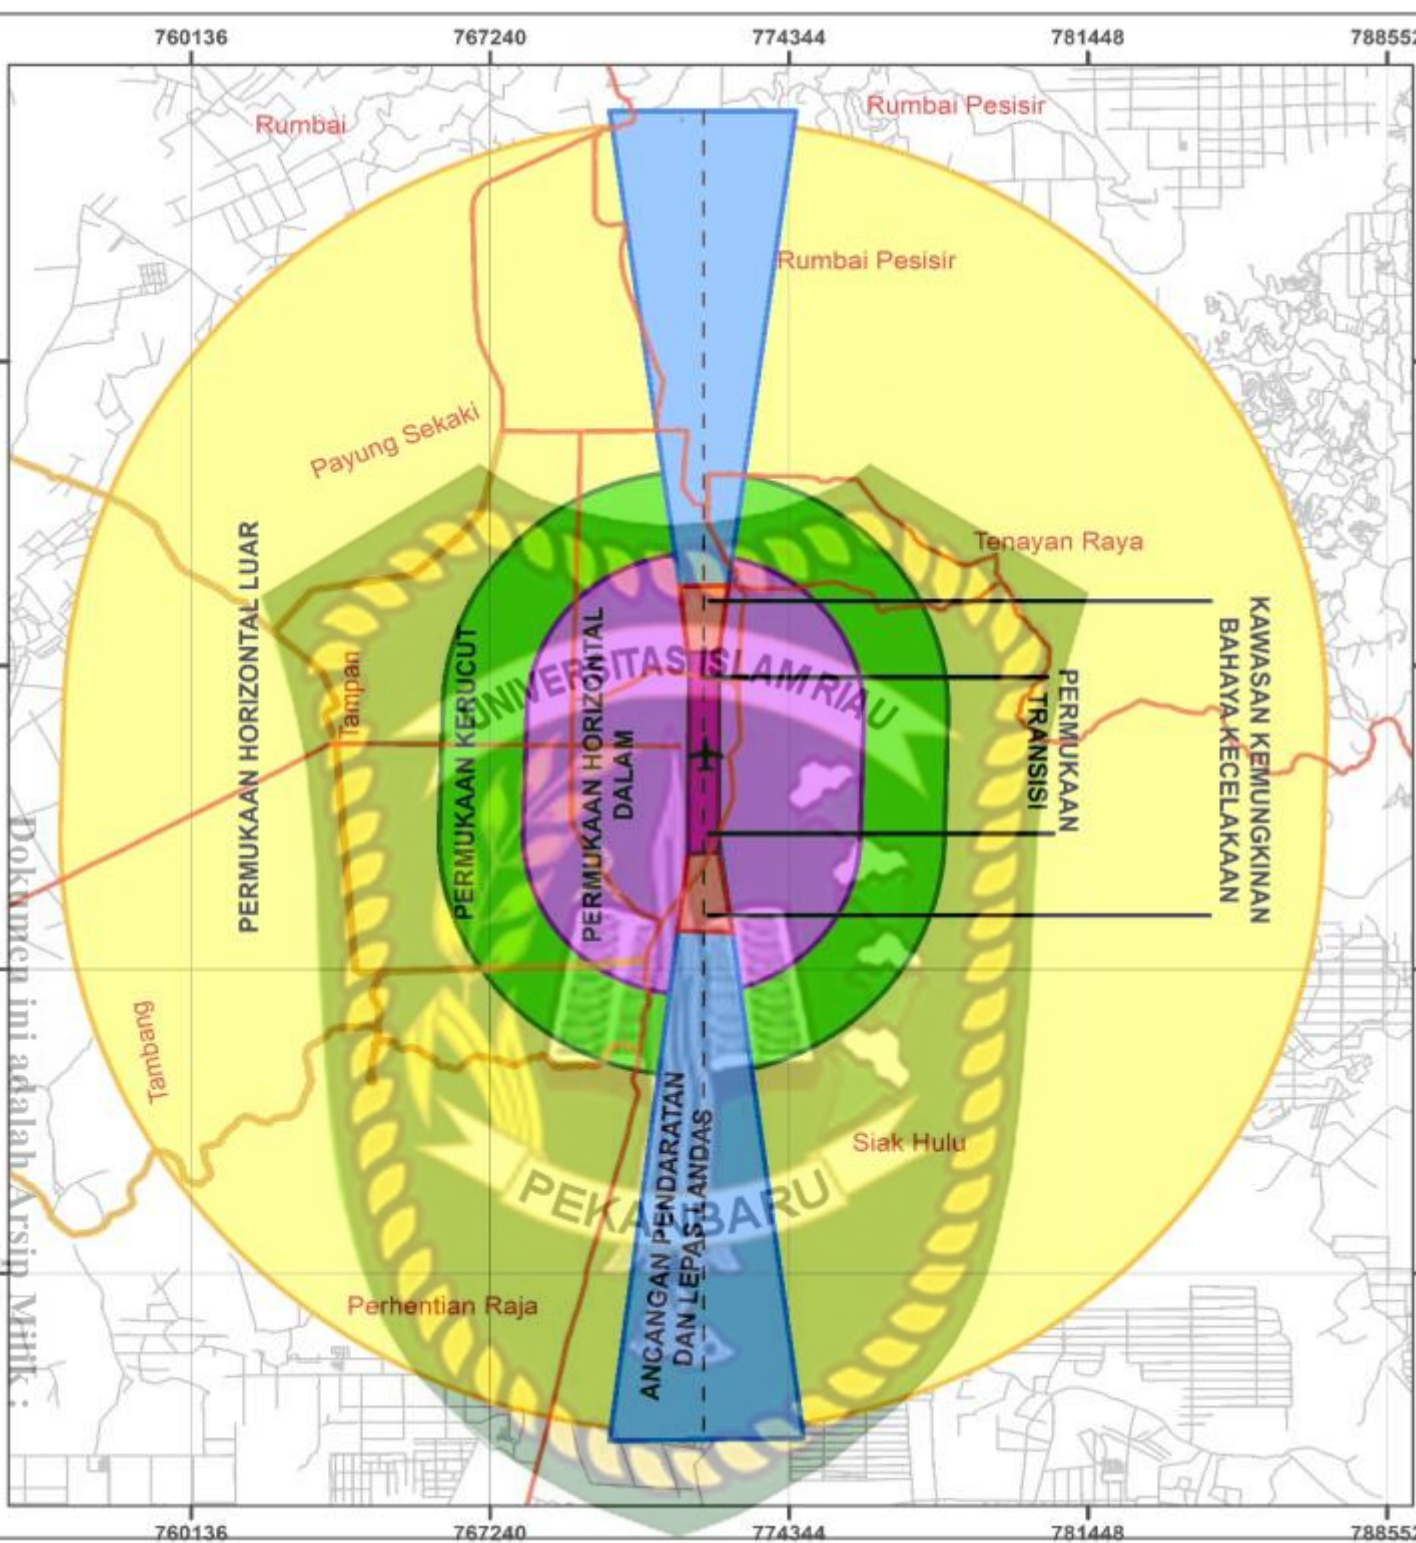 760136 767240 774344 781448 788552
Rumbai
Rumbai Pesisir
Rumbai Pesisir
Payung Sekaki
Tenayan Raya
PERMUKAAN HORIZONTAL LUAR
Tampan
PERMUKAAN KERUCUT
PERMUKAAN HORIZONTAL
DALAM
UNIVERSITAS ISLAM RIAU
PERMUKAAN
TRANSISI
KAWASAN KEMUNGKINAN
BAHAYA KECELAKAAN
Tambang
Siak Hulu
PEKANBARU
ANCANGAN PENDARATAN
DAN LEPAS LANDAS
Perhentian Raja
Dokumen ini adalah Arsip Milik :
760136 767240 774344 781448 788552